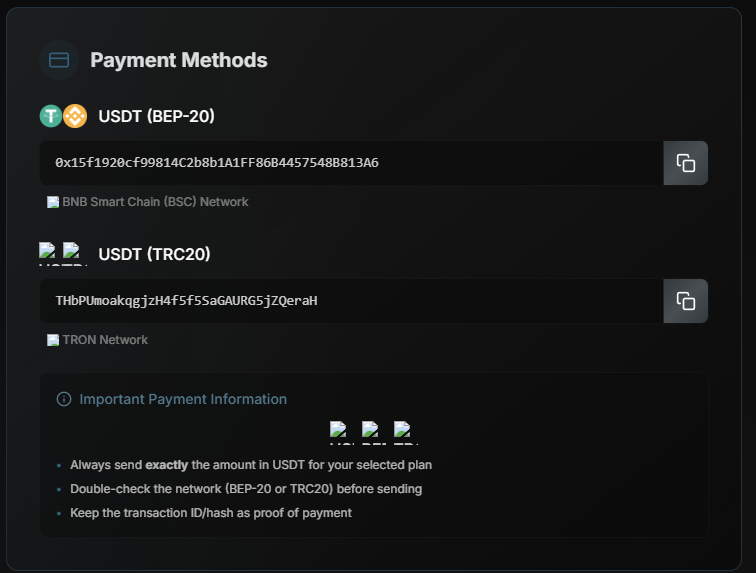 Payment Methods
USDT (BEP-20)
0x15f1920cf99814C2b8b1A1FF86B4457548B813A6
BNB Smart Chain (BSC) Network
USDT (TRC20)
THbPUmoakqgjzH4f5f5SaGAURG5jZQeraH
TRON Network
Important Payment Information
Always send exactly the amount in USDT for your selected plan
Double-check the network (BEP-20 or TRC20) before sending
Keep the transaction ID/hash as proof of payment